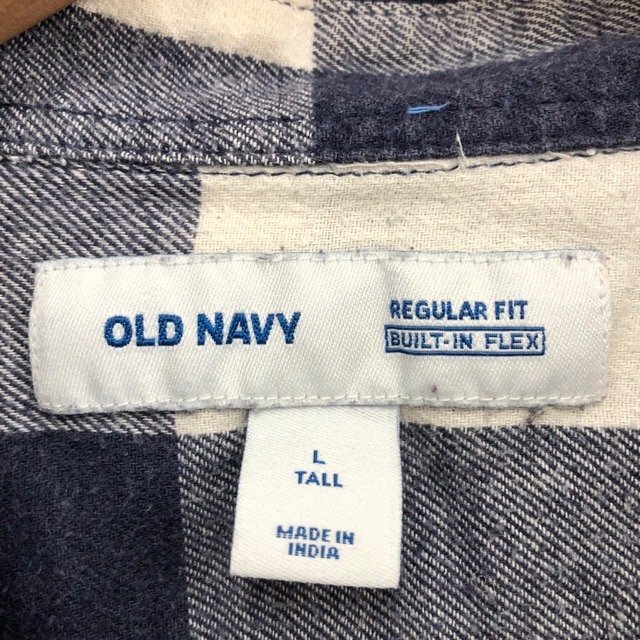 OLD NAVY
REGULAR FIT
BUILT-IN FLEX
L
TALL
MADE IN
INDIA